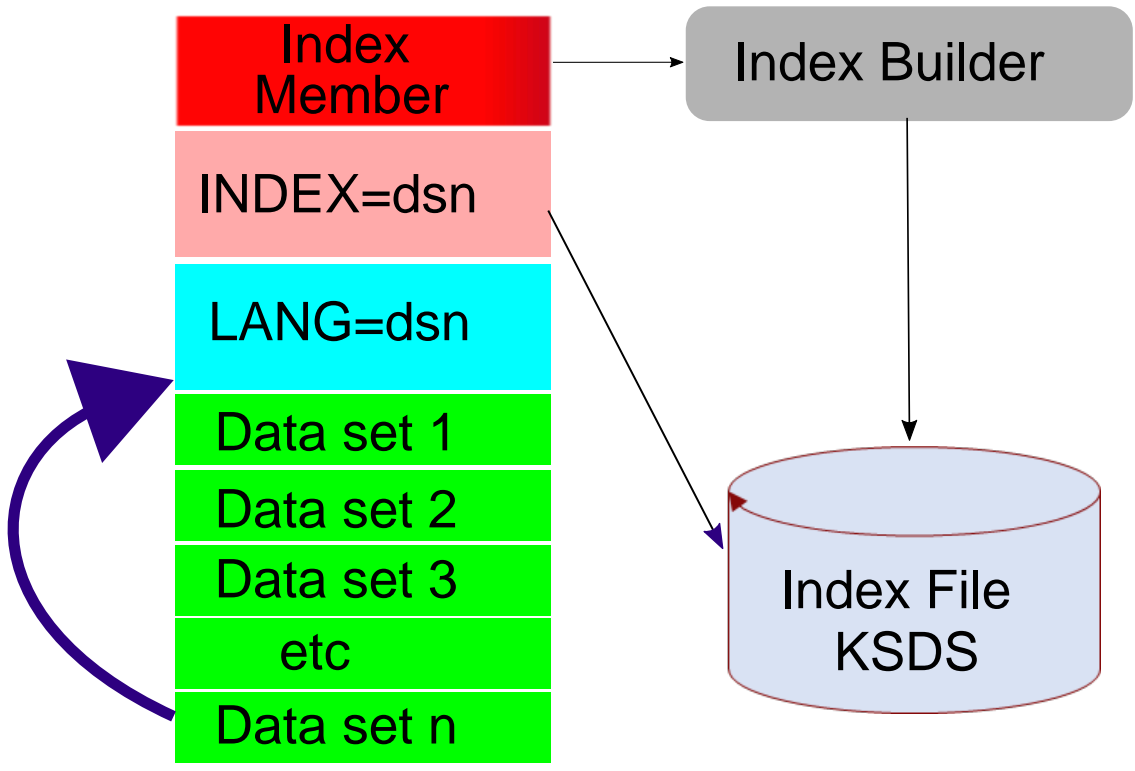 Index
Member
Index Builder
INDEX=dsn
LANG=dsn
Data set 1
Data set 2
Data set 3
etc
Data set n
Index File
KSDS